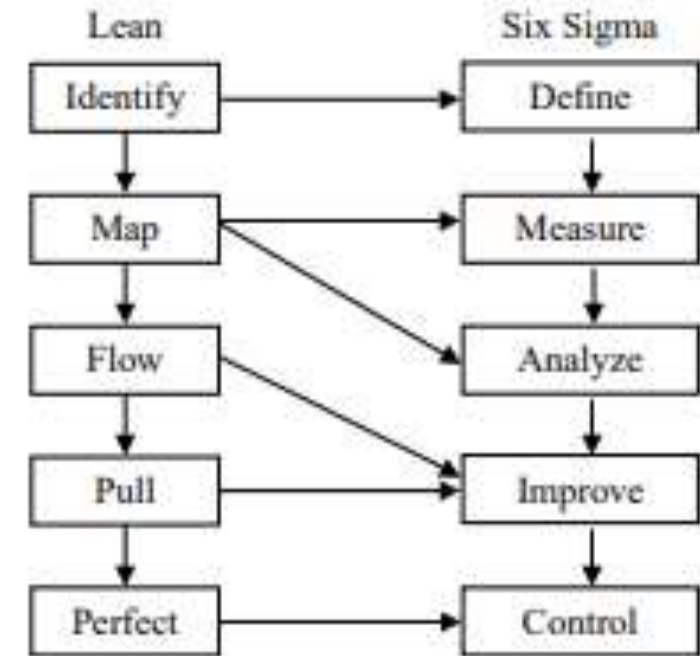 Lean Six Sigma
Identify Define
Map Measure
Flow Analyze
Pull Improve
Perfect Control